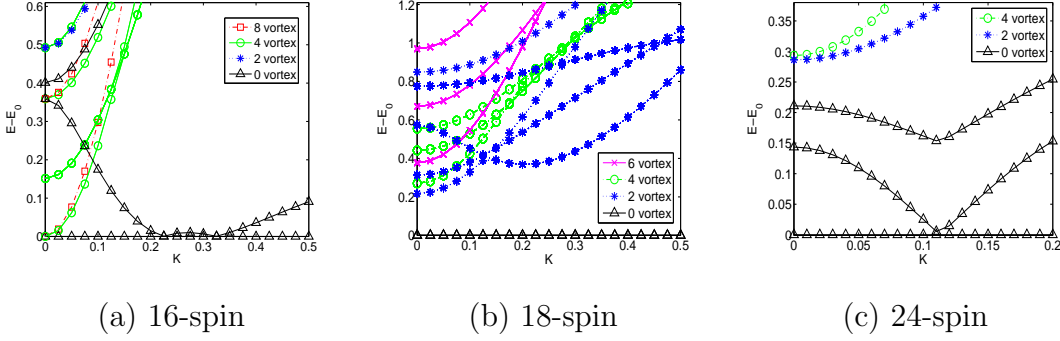 0.6
0.5
0.4
0.3
0.2
0.1
0
0
0.1
0.2
0.3
0.4
0.5
E−E0
K
8 vortex
4 vortex
2 vortex
0 vortex
(a) 16-spin
1.2
1
0.8
0.6
0.4
0.2
0
0
0.1
0.2
0.3
0.4
0.5
E−E0
K
6 vortex
4 vortex
2 vortex
0 vortex
(b) 18-spin
0.35
0.3
0.25
0.2
0.15
0.1
0.05
0
0
0.05
0.1
0.15
0.2
E−E0
K
4 vortex
2 vortex
0 vortex
(c) 24-spin